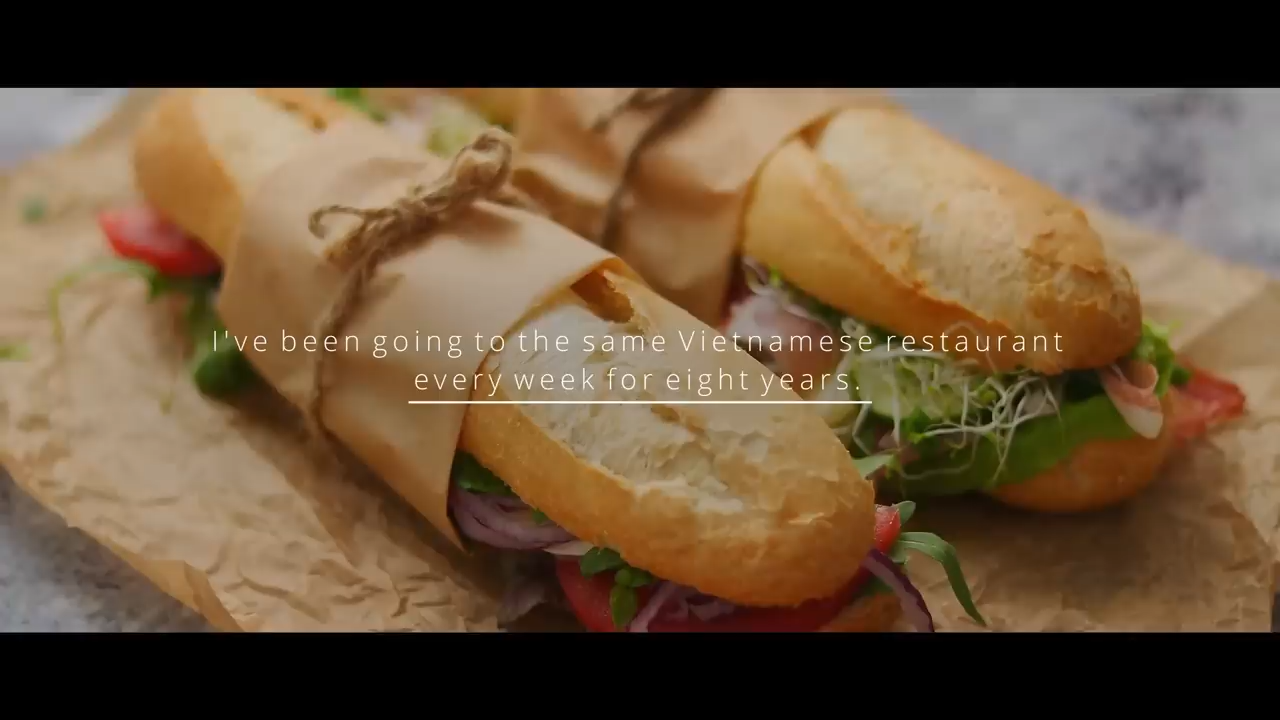 I've been going to the same Vietnamese restaurant
every week for eight years.